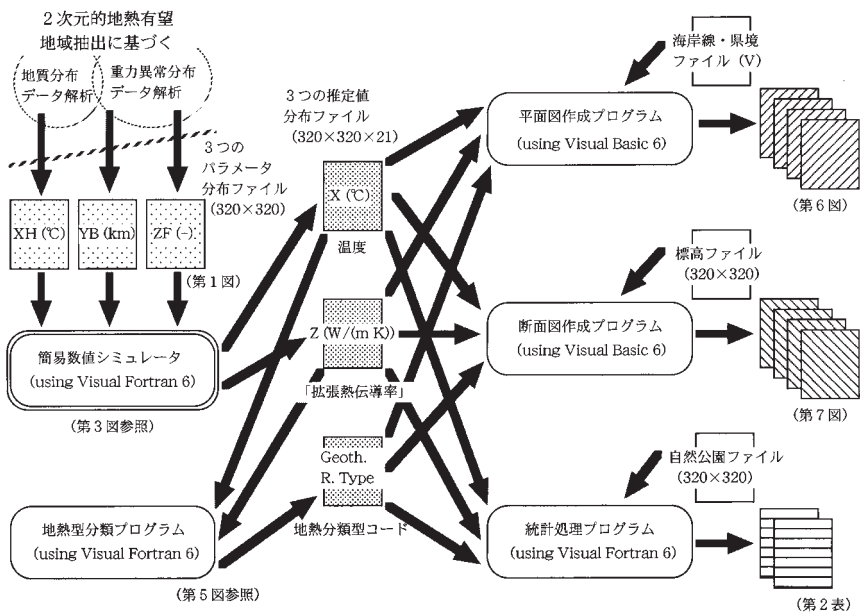 2次元的地熱有望
地域抽出に基づく
地質分布
データ解析
重力異常分布
データ解析
3つの
パラメータ
分布ファイル
(320×320)
XH (℃)
YB (km)
ZF (-)
(第1図)
簡易数値シミュレータ
(using Visual Fortran 6)
(第3図参照)
地熱型分類プログラム
(using Visual Fortran 6)
(第5図参照)
3つの推定値
分布ファイル
(320×320×21)
X (℃)
温度
Z (W/(m K))
「拡張熱伝導率」
Geoth.
R. Type
地熱分類型コード
海岸線・県境
ファイル (V)
平面図作成プログラム
(using Visual Basic 6)
(第6図)
標高ファイル
(320×320)
断面図作成プログラム
(using Visual Basic 6)
(第7図)
自然公園ファイル
(320×320)
統計処理プログラム
(using Visual Fortran 6)
(第2表)